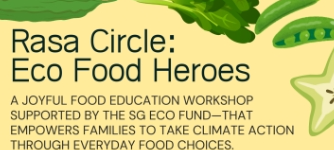 Rasa Circle:
Eco Food Heroes
A JOYFUL FOOD EDUCATION WORKSHOP
SUPPORTED BY THE SG ECO FUND—THAT
EMPOWERS FAMILIES TO TAKE CLIMATE ACTION
THROUGH EVERYDAY FOOD CHOICES.